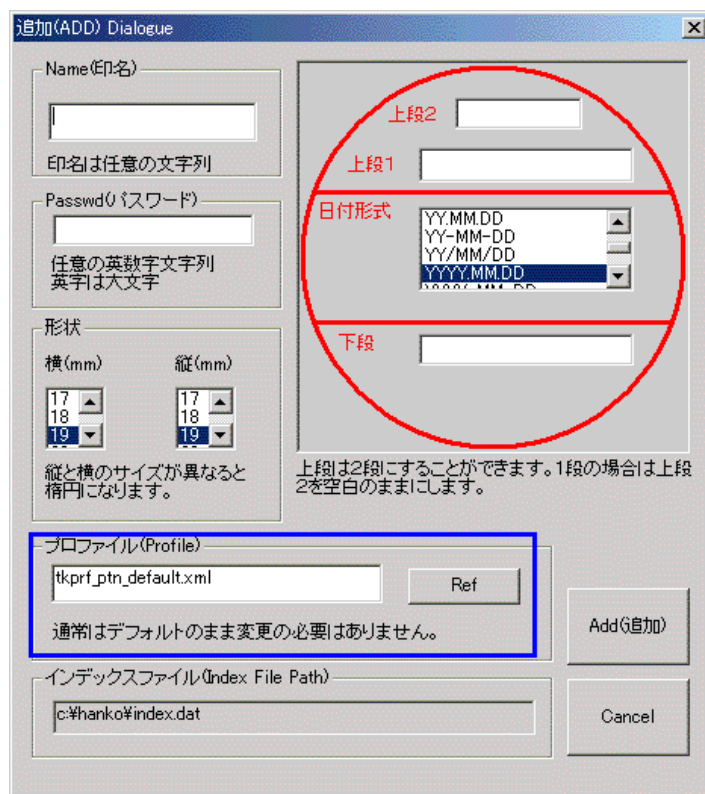 追加(ADD) Dialogue
Name(印名)
印名は任意の文字列
Passwd(パスワード)
任意の英数字文字列
英字は大文字
形状
横(mm)
縦(mm)
17
18
19
17
18
19
縦と横のサイズが異なると
楕円になります。
上段2
上段1
日付形式
YY.MM.DD
YY-MM-DD
YY/MM/DD
YYYY.MM.DD
下段
上段は2段にすることができます。1段の場合は上段
2を空白のままにします。
プロファイル(Profile)
tkprf_ptn_default.xml
Ref
通常はデフォルトのまま変更の必要はありません。
インデックスファイル(Index File Path)
c:¥hanko¥index.dat
Add(追加)
Cancel